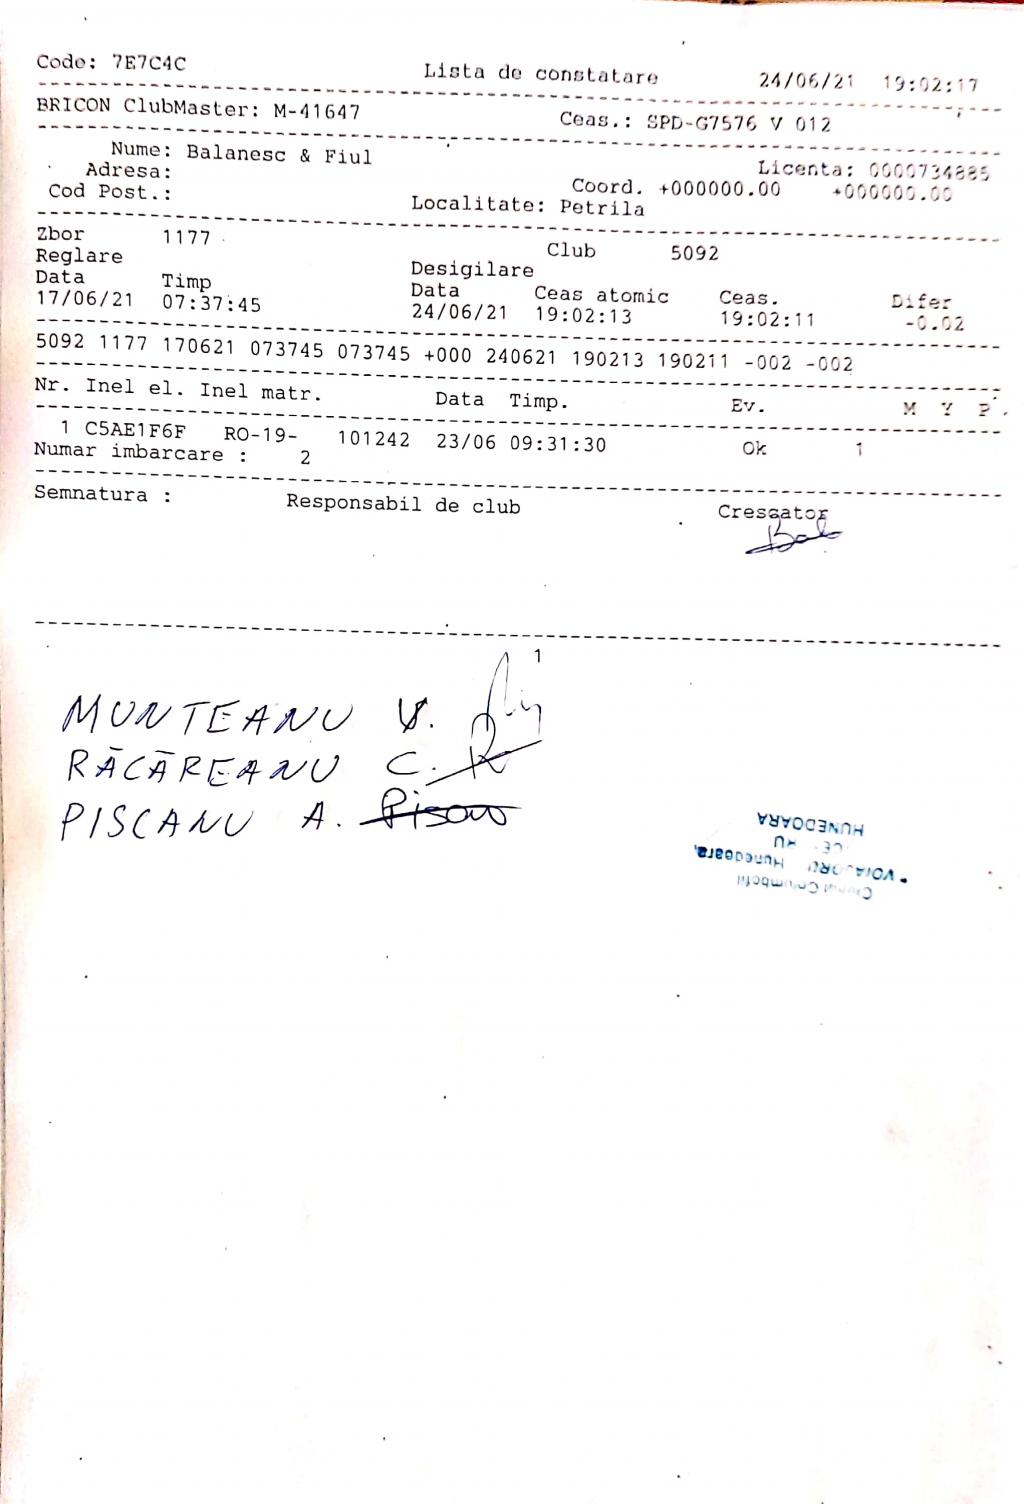 Code: 7E7C4C Lista de constatare 24/06/21 19:02:17
BRICON ClubMaster: M-41647 Ceas.: SPD-G7576 V 012
Nume: Balanesc & Fiul Licenta: 0000734885
Adresa: Coord. +000000.00 +000000.00
Cod Post.: Localitate: Petrila
Zbor 1177 Club 5092
Reglare Desigilare
Data Timp Data Ceas atomic Ceas. Difer
17/06/21 07:37:45 24/06/21 19:02:13 19:02:11 -0.02
5092 1177 170621 073745 073745 +000 240621 190213 190211 -002 -002
Nr. Inel el. Inel matr. Data Timp. Ev. M Y P.
1 C5AE1F6F RO-19- 101242 23/06 09:31:30 Ok 1
Numar imbarcare : 2
Semnatura : Responsabil de club Crescator
1
MUNTEANU V.
RĂCĂREANU C.
PISCANU A.
Columbofil
Hunedoara,
HUNEDOARA